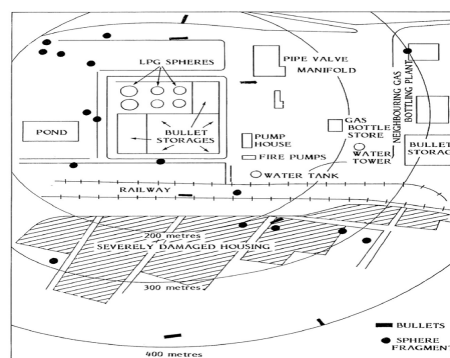 LPG SPHERES
PIPE VALVE
MANIFOLD
NEIGHBOURING GAS
BOTTLING PLANT
GAS
BOTTLE
STORE
POND
BULLET
STORAGES
PUMP
HOUSE
WATER
TOWER
BULLET
STORAG
FIRE PUMPS
WATER TANK
RAILWAY
200 metres
SEVERELY DAMAGED HOUSING
300 metres
BULLETS
SPHERE
FRAGMENT
400 metres